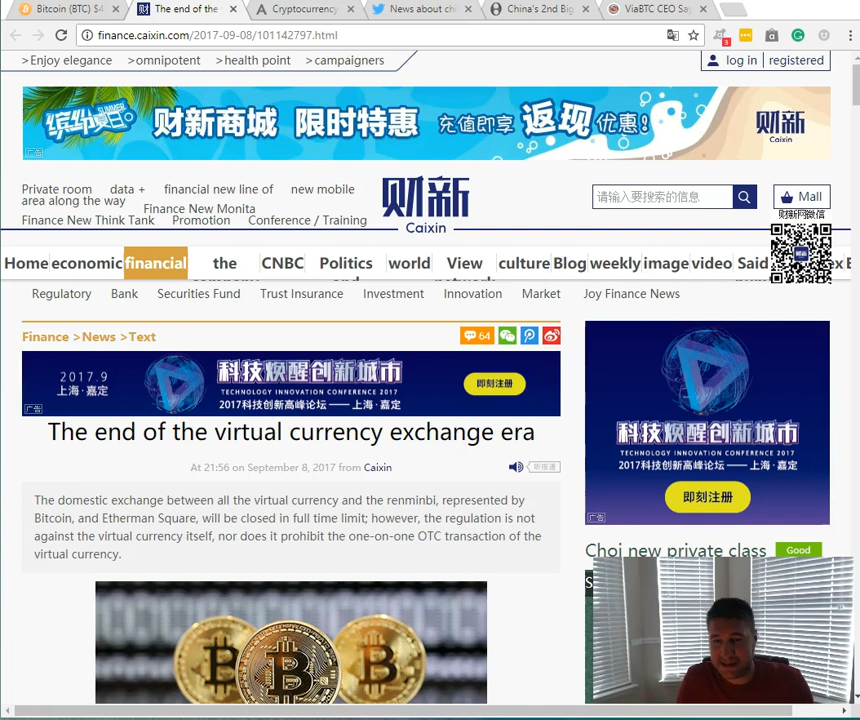 Bitcoin (BTC) $4
The end of the
Cryptocurrency
News about chi
China's 2nd Big
ViaBTC CEO Say
finance.caixin.com/2017-09-08/101142797.html
3
>Enjoy elegance >omnipotent >health point >campaigners
log in | registered
缤纷夏日
SUMMER
财新商城 限时特惠 充值即享 返现 优惠!
财新
Caixin
广告
Private room data + financial new line of new mobile
area along the way Finance New Monita
Finance New Think Tank Promotion Conference / Training
财新
Caixin
请输入要搜索的信息
Mall
财新网微信
Home economic financial the CNBC Politics world View culture Blog weekly image video Said
company and network
Regulatory Bank Securities Fund Trust Insurance Investment Innovation Market Joy Finance News
Finance >News >Text
64
2017.9
上海·嘉定
科技焕醒创新城市
TECHNOLOGY INNOVATION CONFERENCE 2017
2017科技创新高峰论坛 —— 上海·嘉定
即刻注册
广告
The end of the virtual currency exchange era
At 21:56 on September 8, 2017 from Caixin
听报道
The domestic exchange between all the virtual currency and the renminbi, represented by
Bitcoin, and Etherman Square, will be closed in full time limit; however, the regulation is not
against the virtual currency itself, nor does it prohibit the one-on-one OTC transaction of the
virtual currency.
科技焕醒创新城市
TECHNOLOGY INNOVATION CONFERENCE 2017
2017科技创新高峰论坛 —— 上海·嘉定
即刻注册
广告
Choi new private class Good